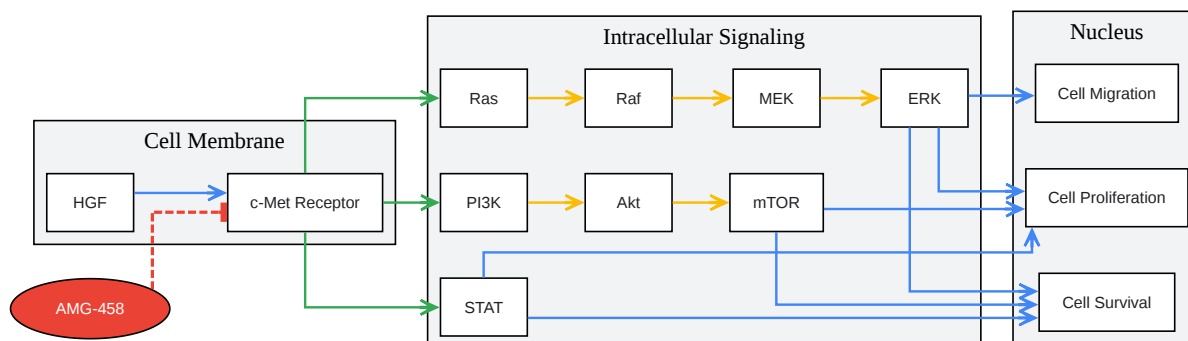 Intracellular Signaling
Nucleus
Ras
Raf
MEK
ERK
Cell Migration
Cell Membrane
HGF
c-Met Receptor
PI3K
Akt
mTOR
Cell Proliferation
AMG-458
STAT
Cell Survival